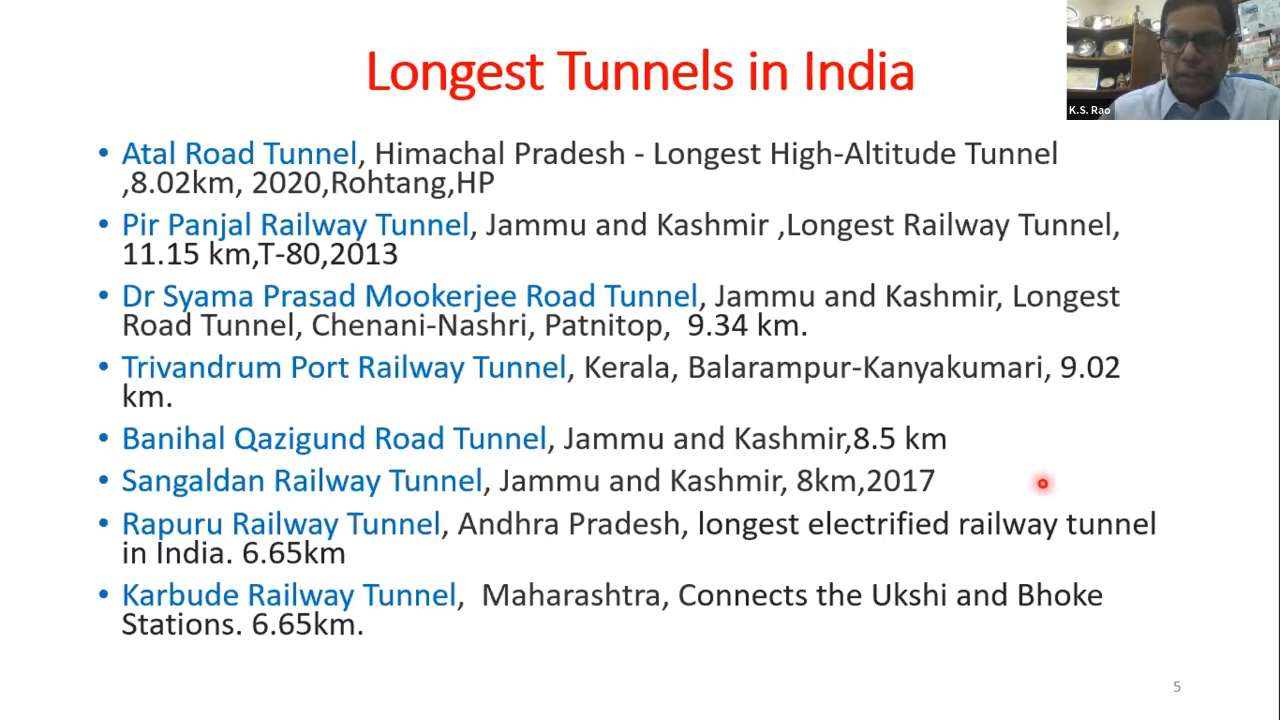 Longest Tunnels in India
K.S. Rao
• Atal Road Tunnel, Himachal Pradesh - Longest High-Altitude Tunnel
,8.02km, 2020,Rohtang,HP
• Pir Panjal Railway Tunnel, Jammu and Kashmir ,Longest Railway Tunnel,
11.15 km,T-80,2013
• Dr Syama Prasad Mookerjee Road Tunnel, Jammu and Kashmir, Longest
Road Tunnel, Chenani-Nashri, Patnitop,  9.34 km.
• Trivandrum Port Railway Tunnel, Kerala, Balarampur-Kanyakumari, 9.02
km.
• Banihal Qazigund Road Tunnel, Jammu and Kashmir,8.5 km
• Sangaldan Railway Tunnel, Jammu and Kashmir, 8km,2017
• Rapuru Railway Tunnel, Andhra Pradesh, longest electrified railway tunnel
in India. 6.65km
• Karbude Railway Tunnel,  Maharashtra, Connects the Ukshi and Bhoke
Stations. 6.65km.
5